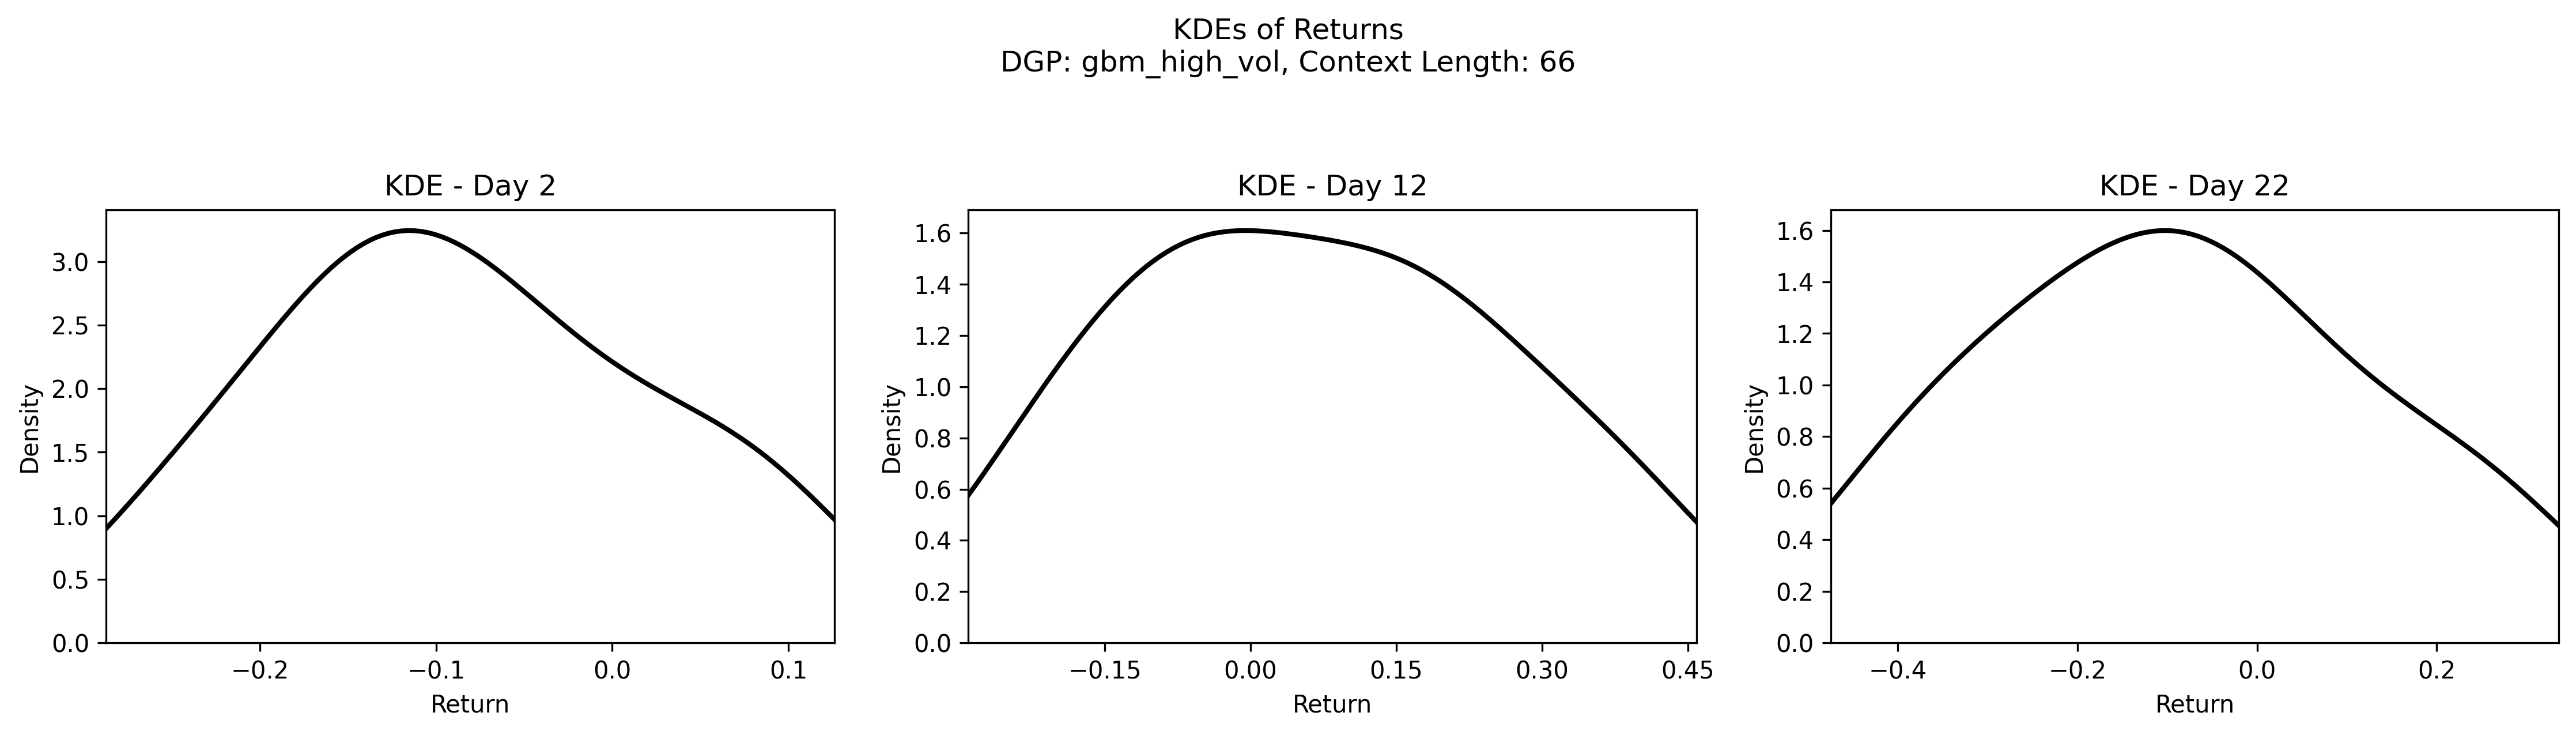 KDEs of Returns
DGP: gbm_high_vol, Context Length: 66
KDE - Day 2
Density
3.0
2.5
2.0
1.5
1.0
0.5
0.0
−0.2 −0.1 0.0 0.1
Return
KDE - Day 12
Density
1.6
1.4
1.2
1.0
0.8
0.6
0.4
0.2
0.0
−0.15 0.00 0.15 0.30 0.45
Return
KDE - Day 22
Density
1.6
1.4
1.2
1.0
0.8
0.6
0.4
0.2
0.0
−0.4 −0.2 0.0 0.2
Return